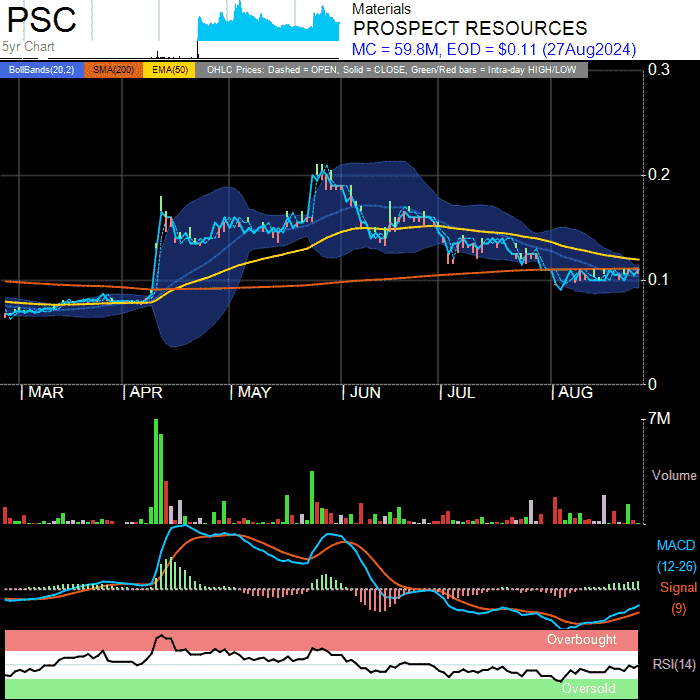 PSC
5yr Chart
Materials
PROSPECT RESOURCES
MC = 59.8M, EOD = $0.11 (27Aug2024)
BollBands(20,2) SMA(200) EMA(50) OHLC Prices: Dashed = OPEN, Solid = CLOSE, Green/Red bars = Intra-day HIGH/LOW
0.3
0.2
0.1
0
| MAR | APR | MAY | JUN | JUL | AUG
7M
Volume
MACD
(12-26)
Signal
(9)
Overbought
RSI(14)
Oversold